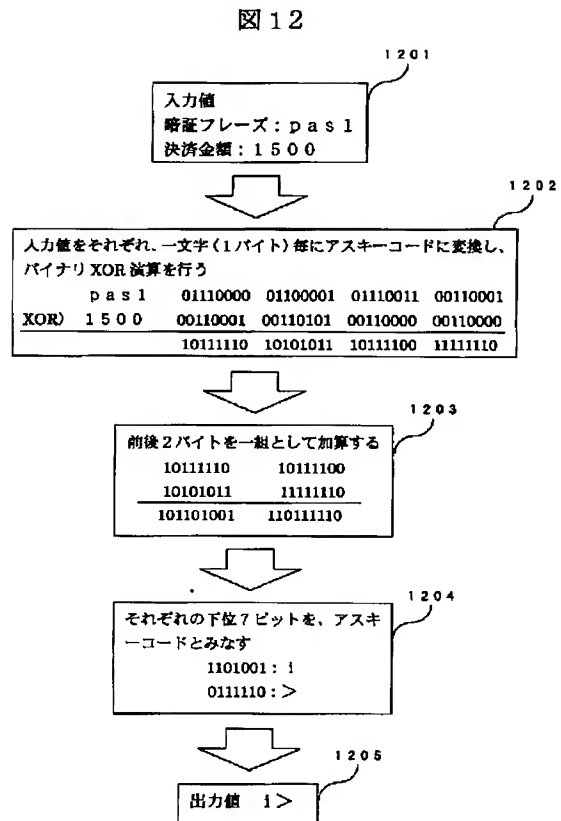 図12
1201
入力値
暗証フレーズ：pas1
決済金額：1500
1202
入力値をそれぞれ、一文字(1バイト)毎にアスキーコードに変換し、
バイナリ XOR 演算を行う
pas1 01110000 01100001 01110011 00110001
XOR) 1500 00110001 00110101 00110000 00110000
10111110 10101011 10111100 11111110
1203
前後2バイトを一組として加算する
10111110 10111100
10101011 11111110
101101001 110111110
1204
それぞれの下位7ビットを、アスキ
ーコードとみなす
1101001：i
0111110：＞
1205
出力値 i＞